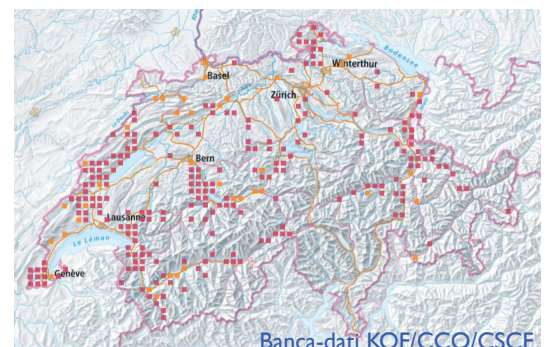 Bodensee
Basel
Winterthur
Zürich
Bern
Lausanne
Le Léman
Genève
Banca-dati KOF/CCO/CSCF